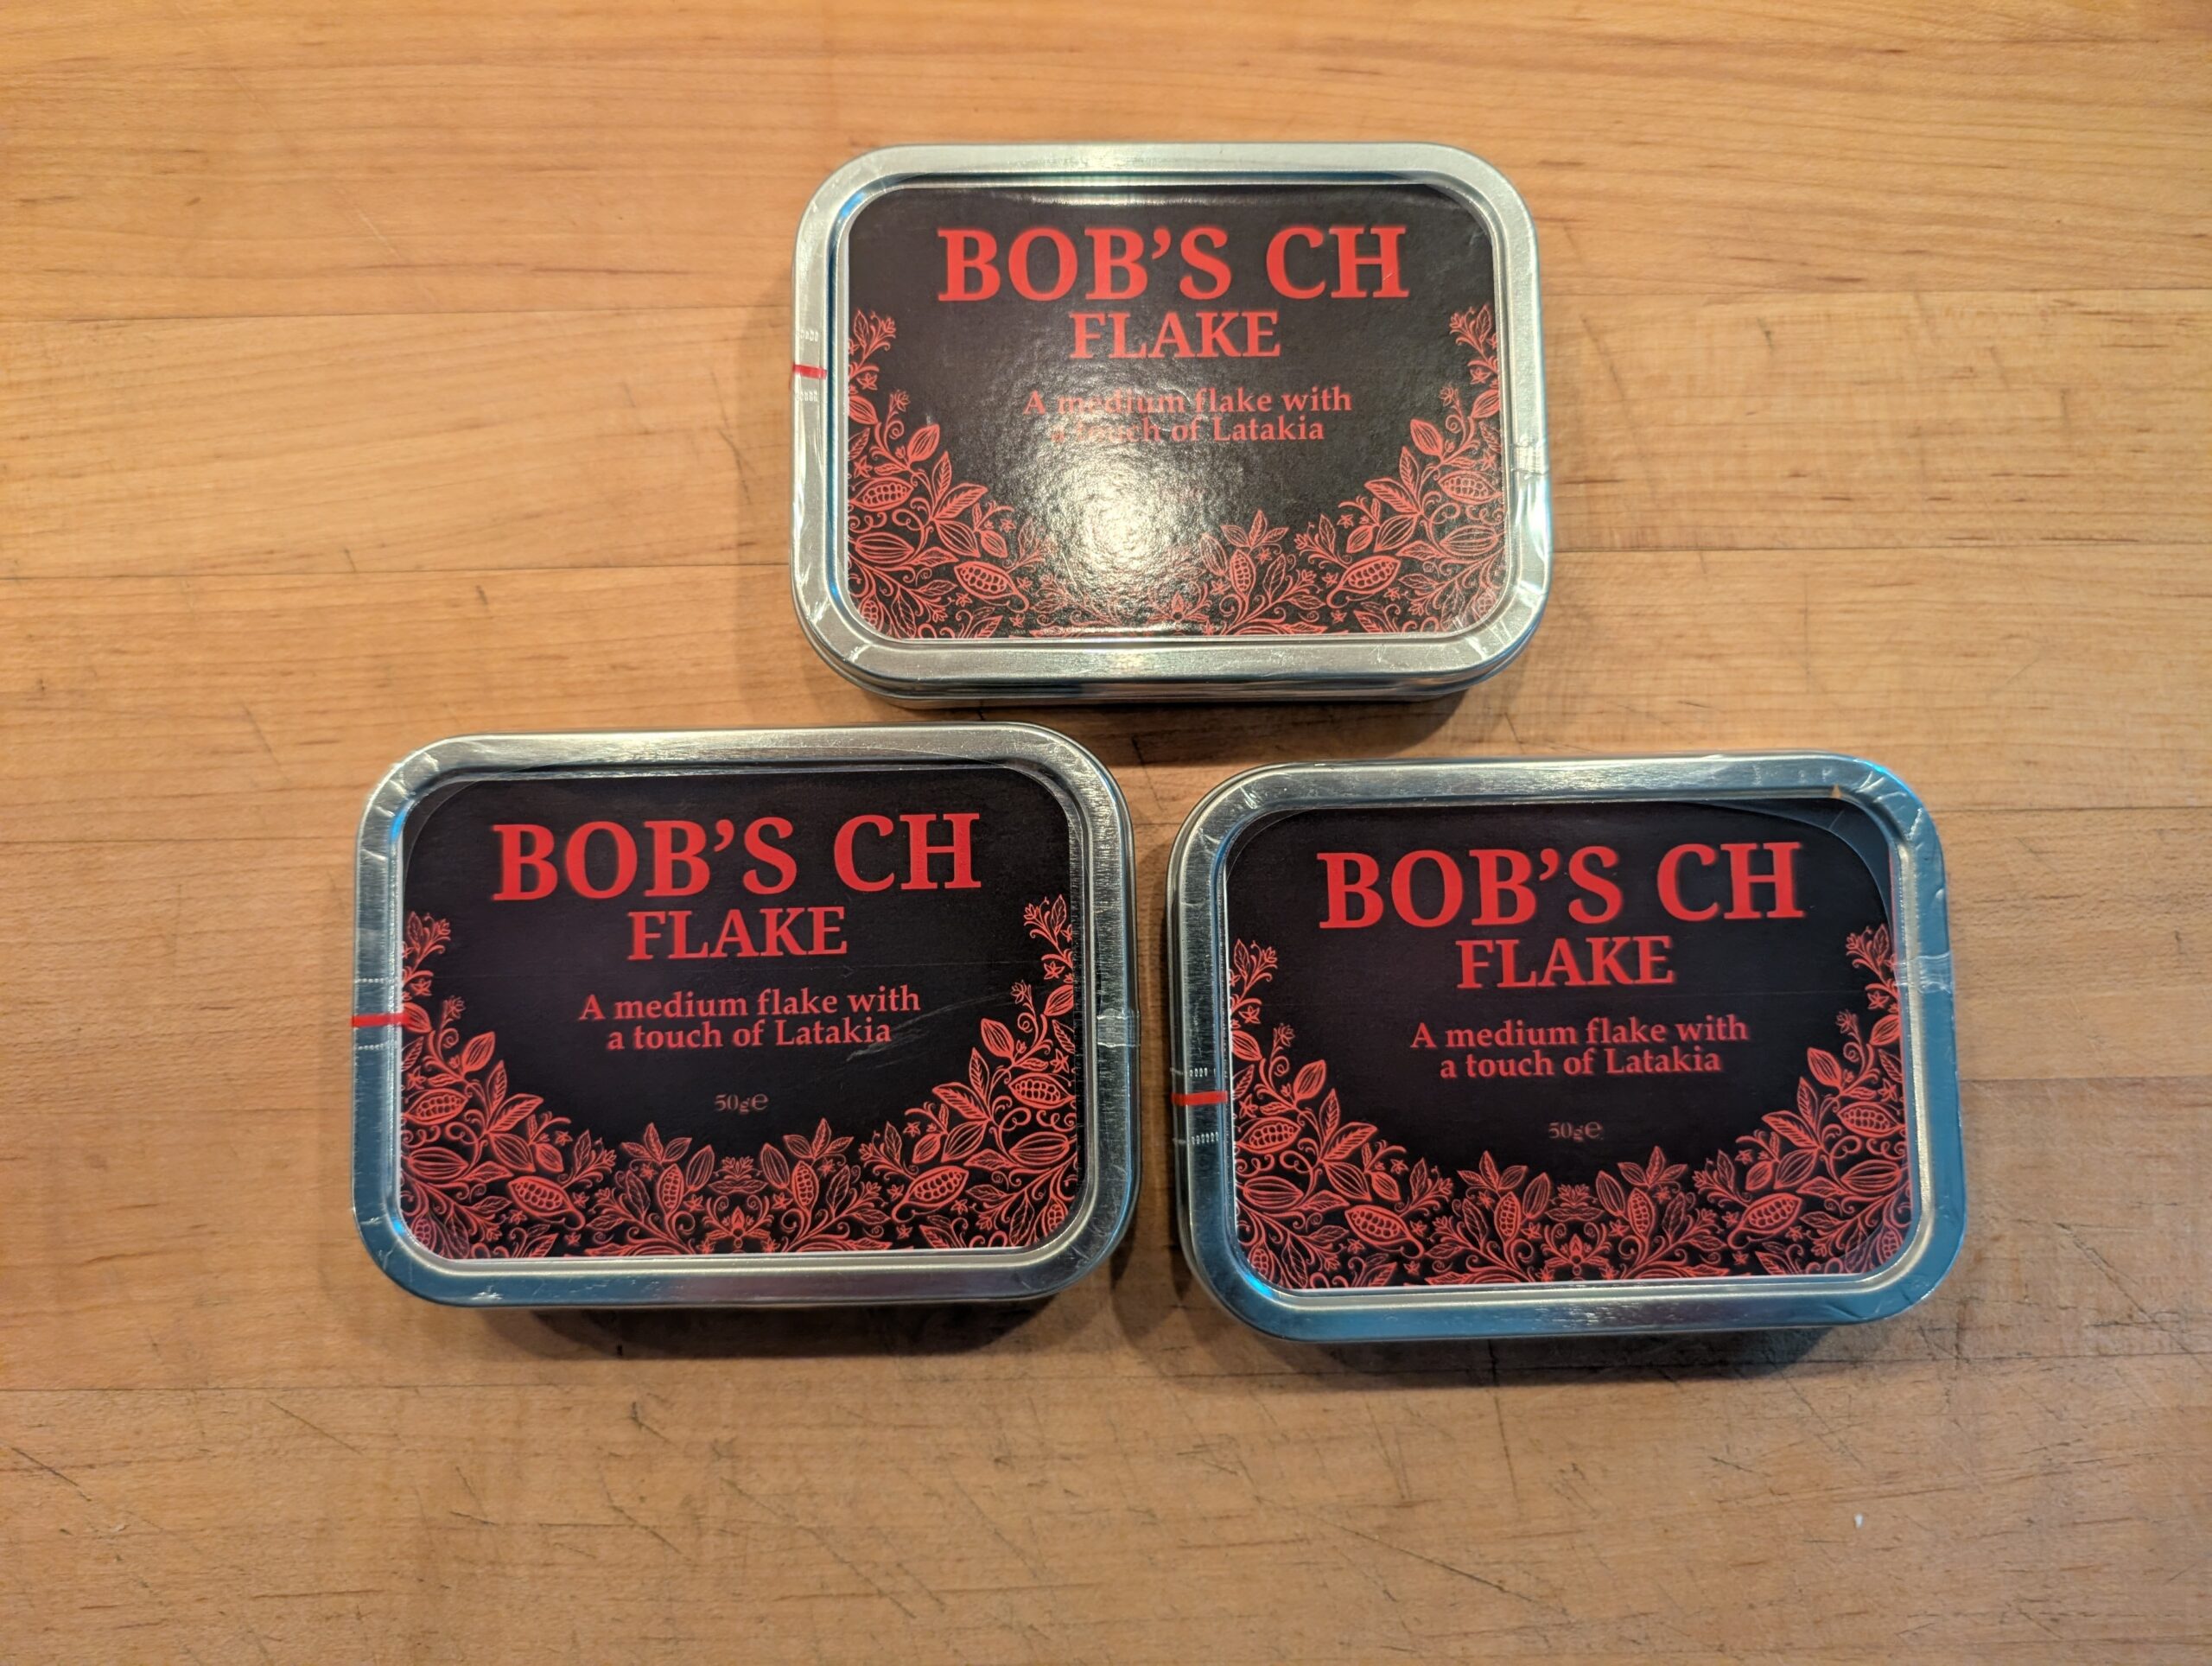 BOB'S CH
FLAKE
A medium flake with
a touch of Latakia
BOB'S CH
FLAKE
A medium flake with
a touch of Latakia
50g℮
BOB'S CH
FLAKE
A medium flake with
a touch of Latakia
50g℮